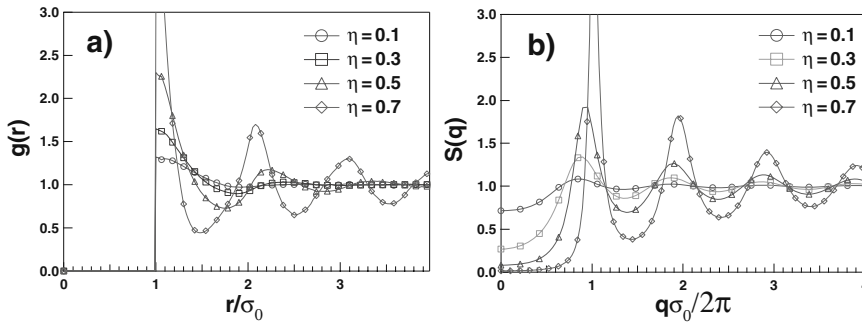 a)
η = 0.1
η = 0.3
η = 0.5
η = 0.7
g(r)
3.0
2.5
2.0
1.5
1.0
0.5
0.0
0 1 2 3
r/σ₀
b)
η = 0.1
η = 0.3
η = 0.5
η = 0.7
S(q)
3.0
2.5
2.0
1.5
1.0
0.5
0.0
0 1 2 3 4
qσ₀/2π